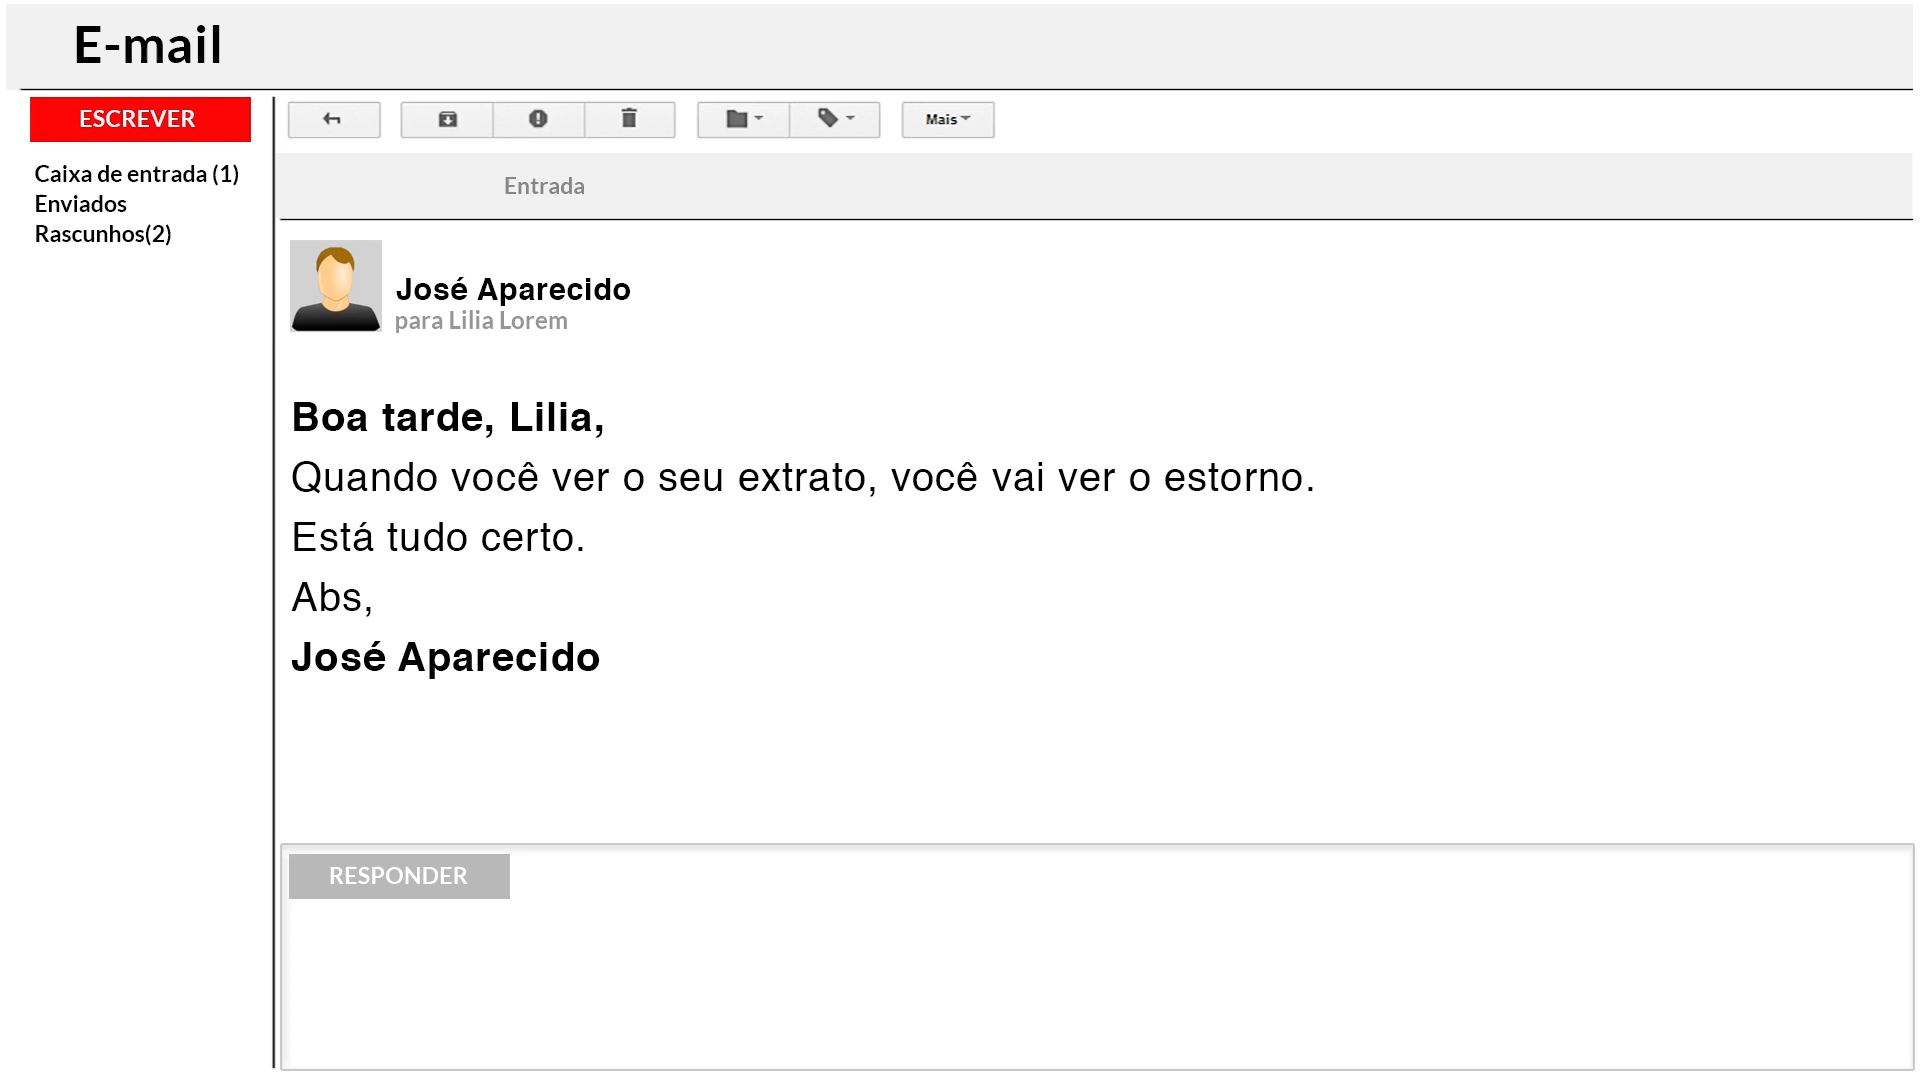 E-mail
ESCREVER
Caixa de entrada (1)
Enviados
Rascunhos(2)
Mais
Entrada
José Aparecido
para Lilia Lorem
Boa tarde, Lilia,
Quando você ver o seu extrato, você vai ver o estorno.
Está tudo certo.
Abs,
José Aparecido
RESPONDER